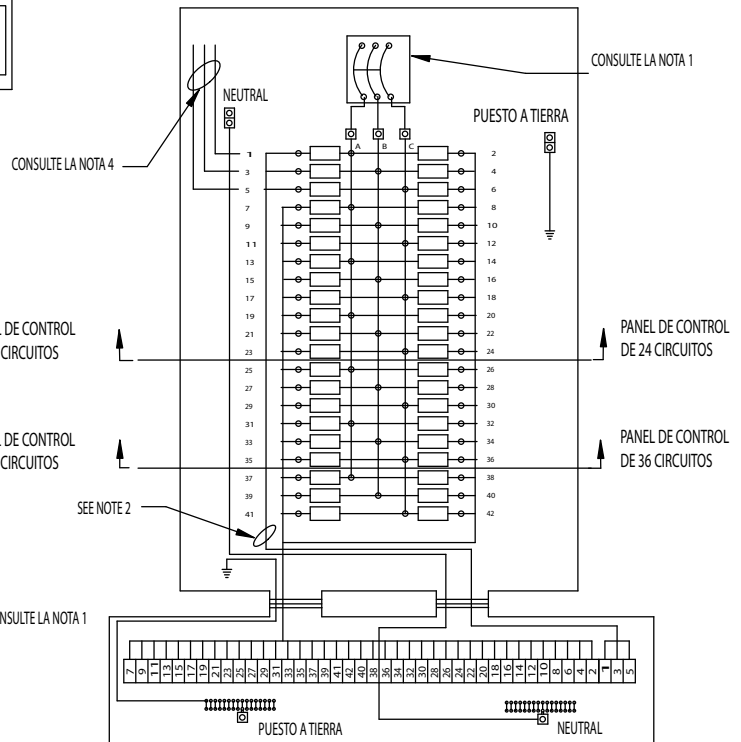 CONSULTE LA NOTA 1
NEUTRAL
PUESTO A TIERRA
CONSULTE LA NOTA 4
A B C
1 2
3 4
5 6
7 8
9 10
11 12
13 14
15 16
17 18
19 20
21 22
23 24
25 26
27 28
29 30
31 32
33 34
35 36
37 38
39 40
41 42
DE CONTROL
CIRCUITOS
PANEL DE CONTROL
DE 24 CIRCUITOS
DE CONTROL
CIRCUITOS
PANEL DE CONTROL
DE 36 CIRCUITOS
SEE NOTE 2
NSULTE LA NOTA 1
7 9 11 13 15 17 19 21 23 25 27 29 31 33 35 37 39 41 42 40 38 36 34 32 30 28 26 24 22 20 18 16 14 12 10 8 6 4 2 1 3 5
PUESTO A TIERRA
NEUTRAL